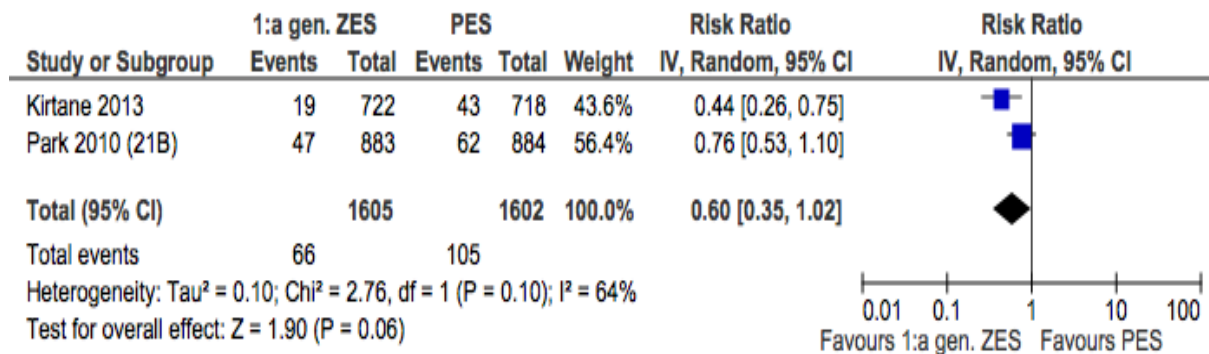 1:a gen. ZES PES Risk Ratio Risk Ratio
Study or Subgroup Events Total Events Total Weight IV, Random, 95% CI IV, Random, 95% CI
Kirtane 2013 19 722 43 718 43.6% 0.44 [0.26, 0.75]
Park 2010 (21B) 47 883 62 884 56.4% 0.76 [0.53, 1.10]
Total (95% CI) 1605 1602 100.0% 0.60 [0.35, 1.02]
Total events 66 105
Heterogeneity: Tau² = 0.10; Chi² = 2.76, df = 1 (P = 0.10); I² = 64%
Test for overall effect: Z = 1.90 (P = 0.06)
0.01 0.1 1 10 100
Favours 1:a gen. ZES Favours PES